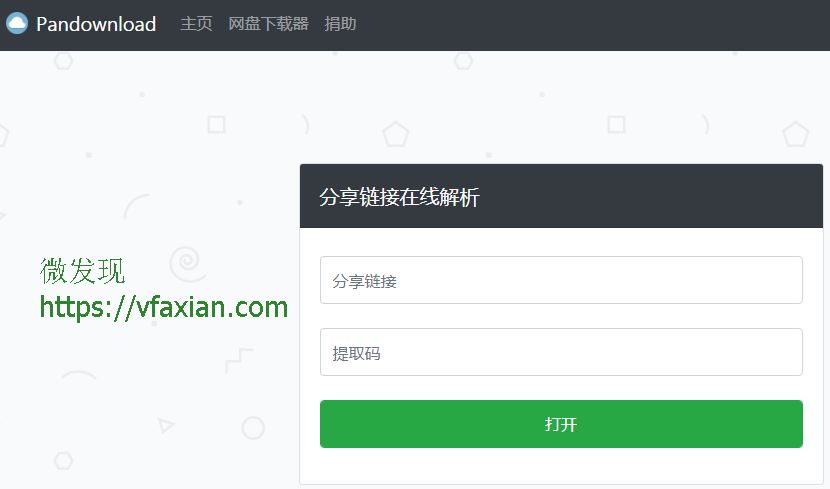 Pandownload 主页 网盘下载器 捐助
分享链接在线解析
微发现
https://vfaxian.com
分享链接
提取码
打开